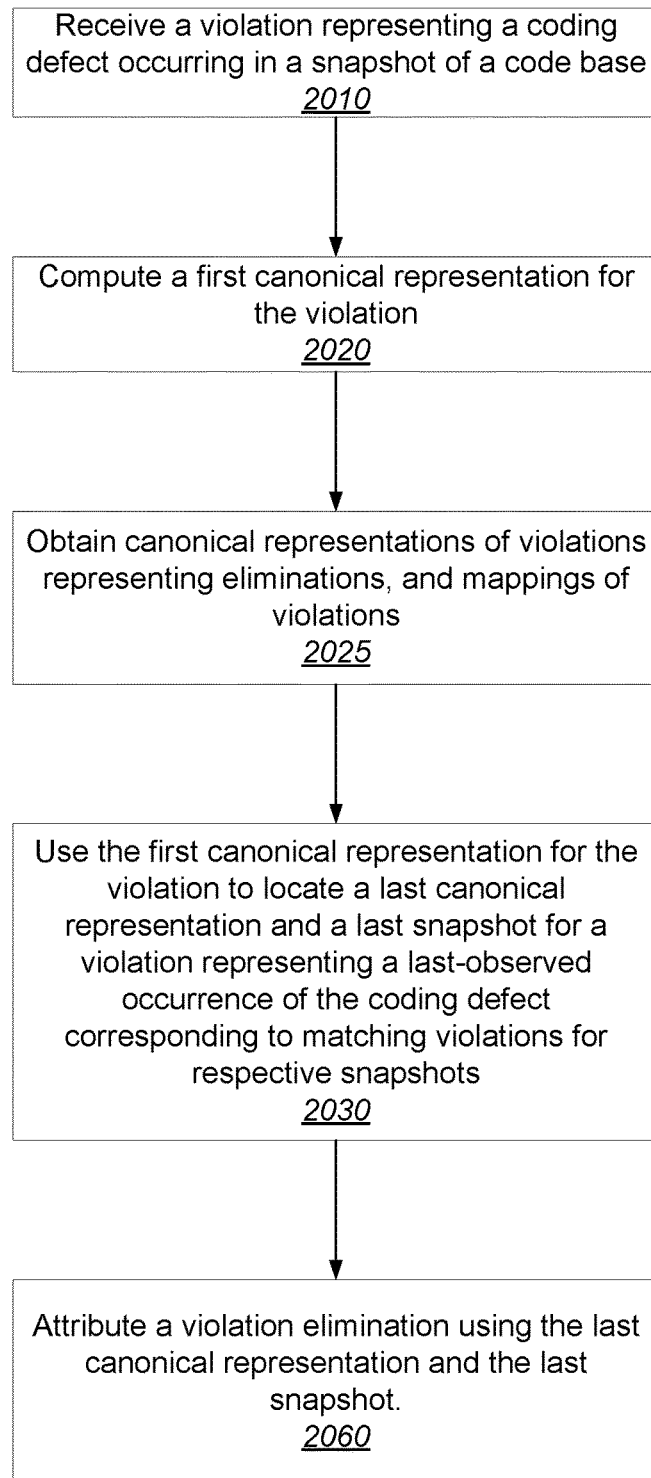 Receive a violation representing a coding
defect occurring in a snapshot of a code base
2010
Compute a first canonical representation for
the violation
2020
Obtain canonical representations of violations
representing eliminations, and mappings of
violations
2025
Use the first canonical representation for the
violation to locate a last canonical
representation and a last snapshot for a
violation representing a last-observed
occurrence of the coding defect
corresponding to matching violations for
respective snapshots
2030
Attribute a violation elimination using the last
canonical representation and the last
snapshot.
2060